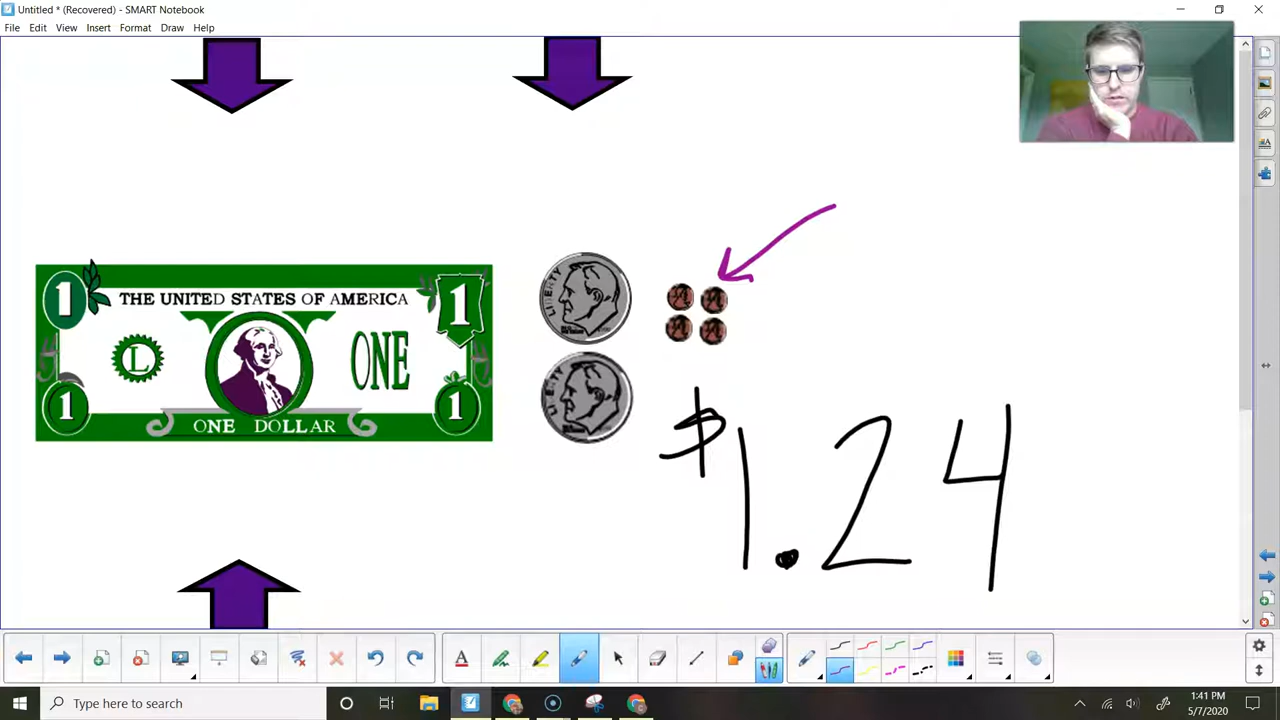 Untitled * (Recovered) - SMART Notebook
File Edit View Insert Format Draw Help
1 THE UNITED STATES OF AMERICA 1
L ONE
1 ONE DOLLAR 1
LIBERTY
$1.24
Type here to search
1:41 PM
5/7/2020